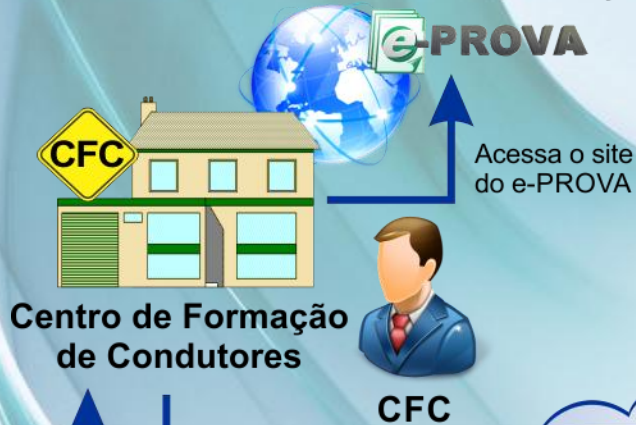 e-PROVA
CFC
Acessa o site
do e-PROVA
Centro de Formação
de Condutores
CFC